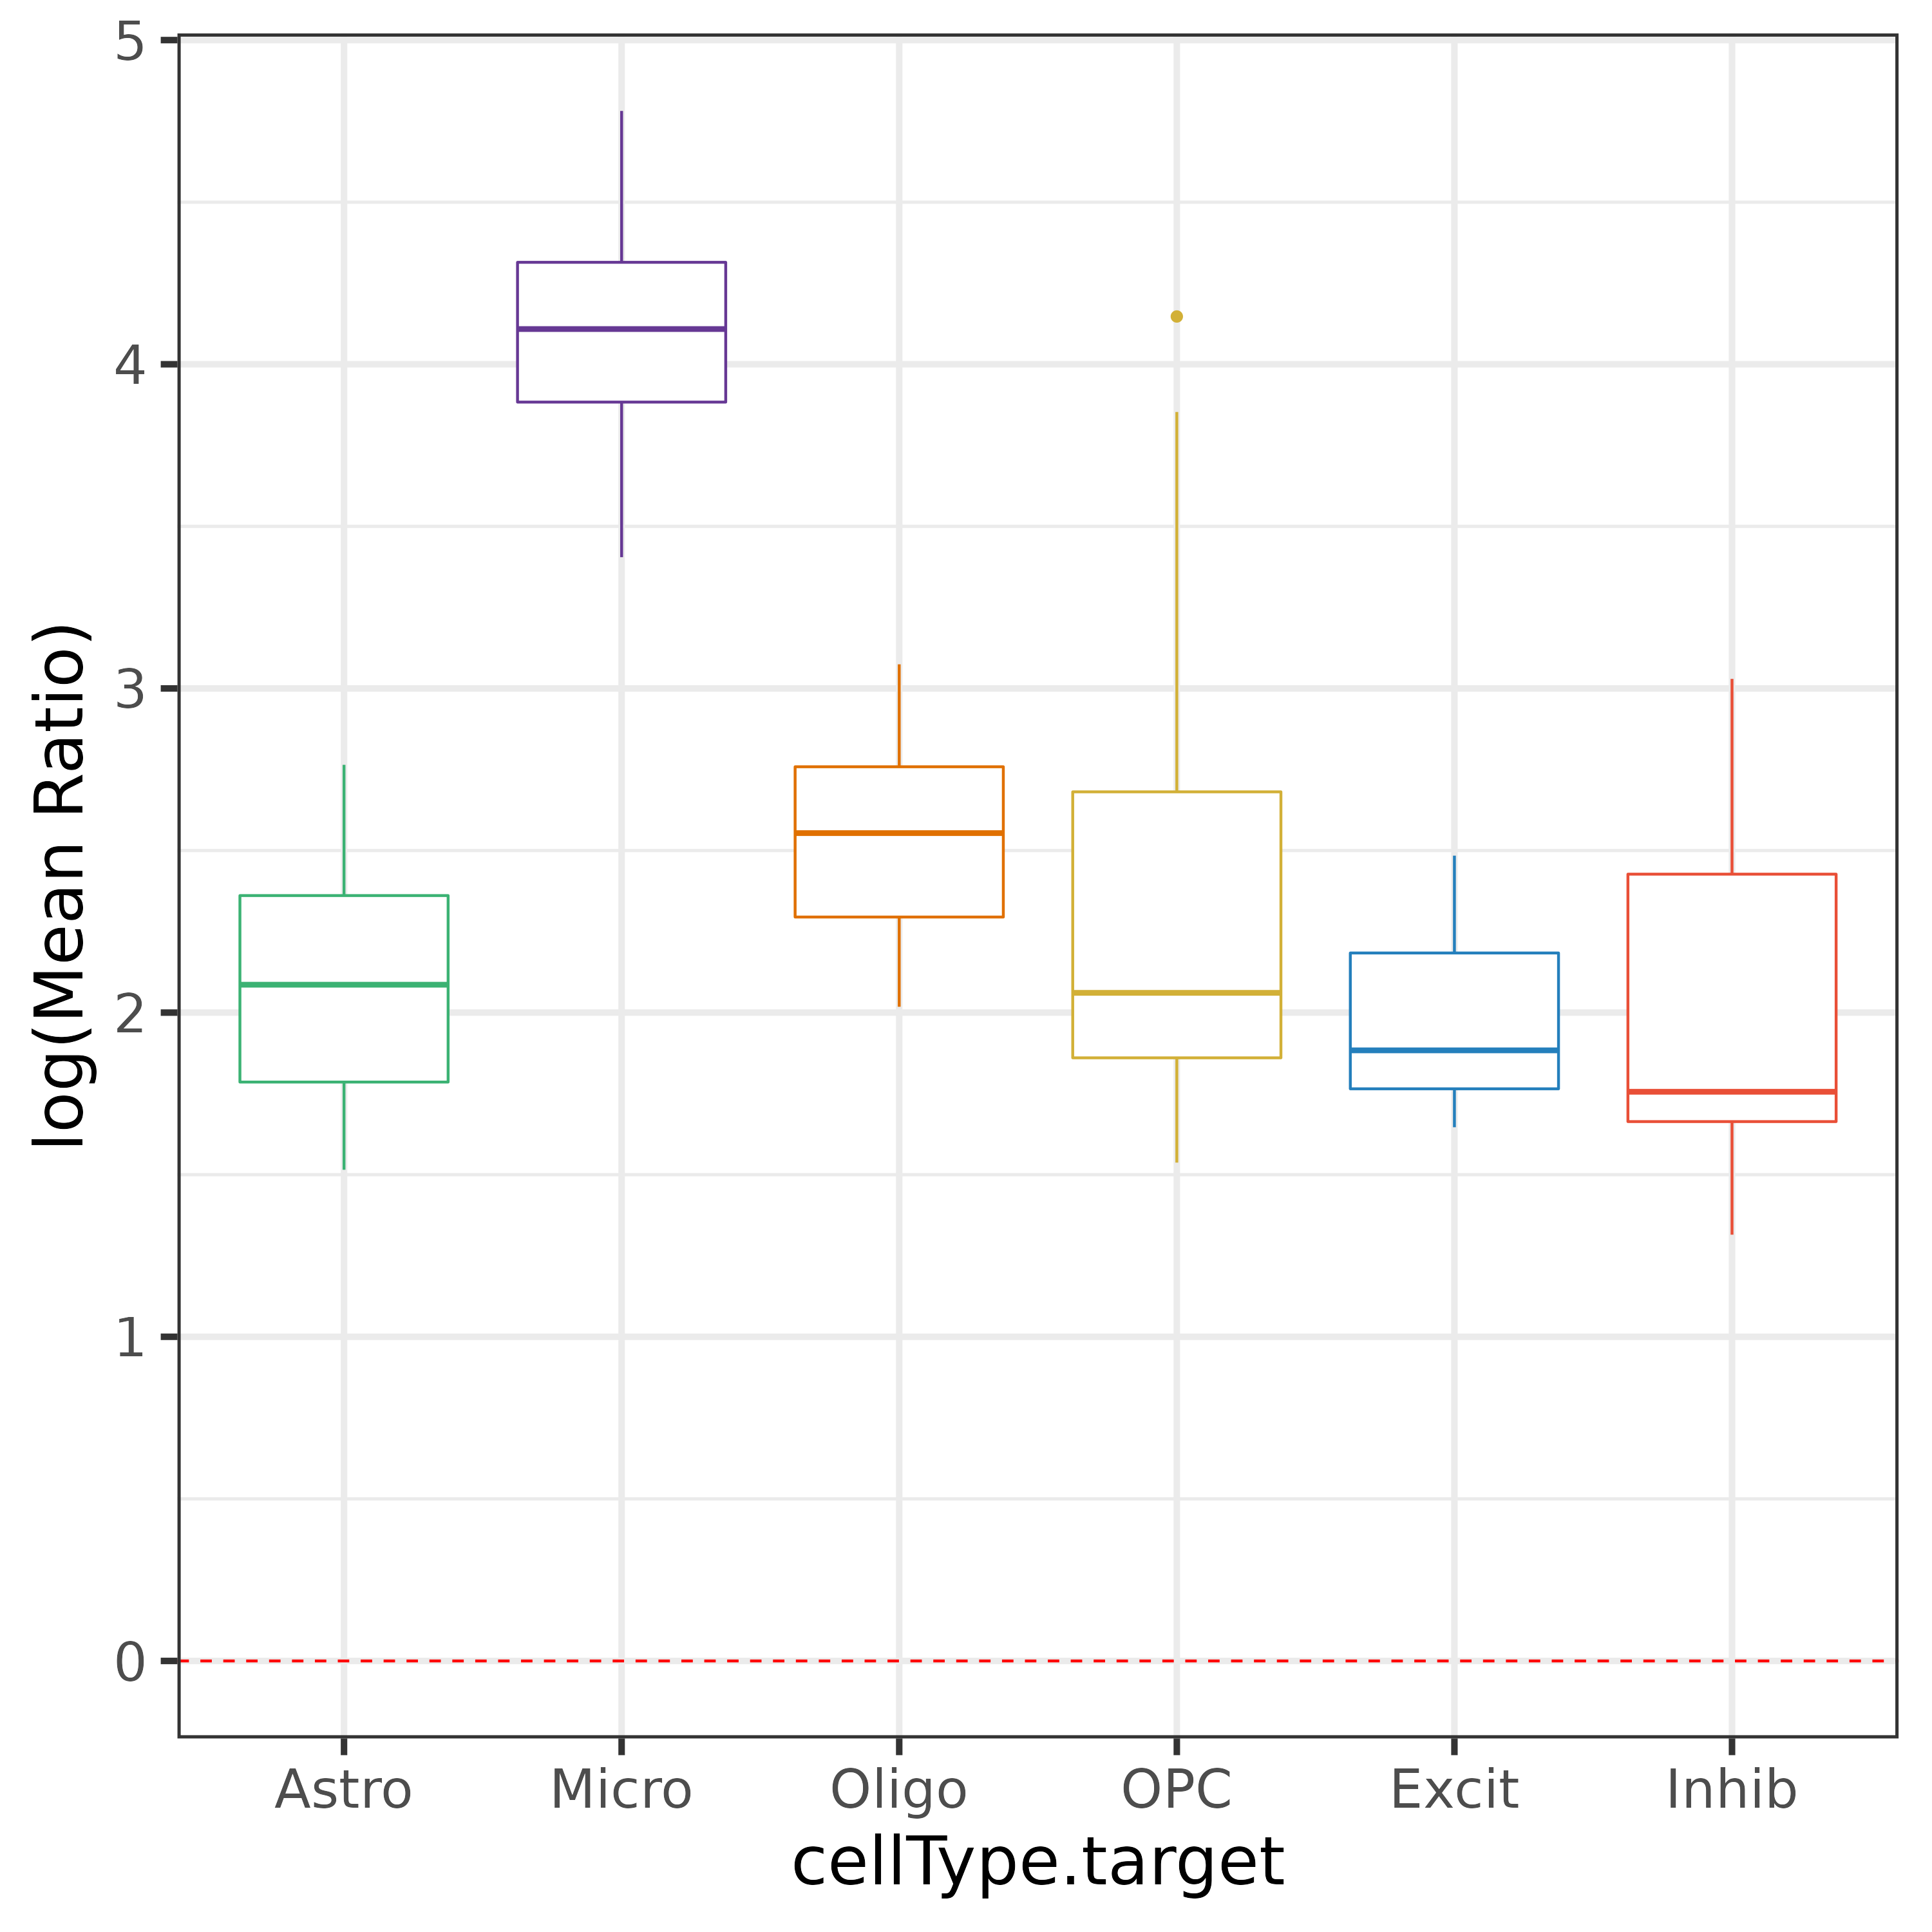 log(Mean Ratio)
5
4
3
2
1
0
Astro Micro Oligo OPC Excit Inhib
cellType.target